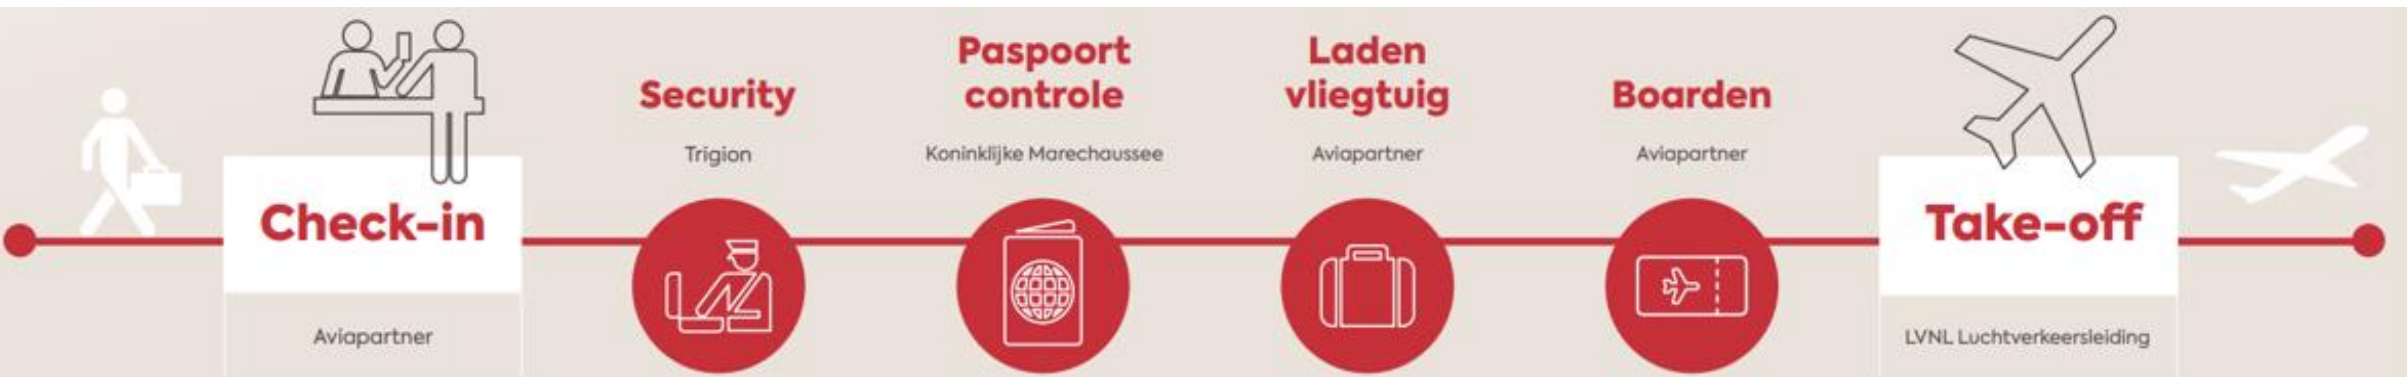 Check-in
Aviapartner
Security
Trigion
Paspoort
controle
Koninklijke Marechaussee
Laden
vliegtuig
Aviapartner
Boarden
Aviapartner
Take-off
LVNL Luchtverkeersleiding